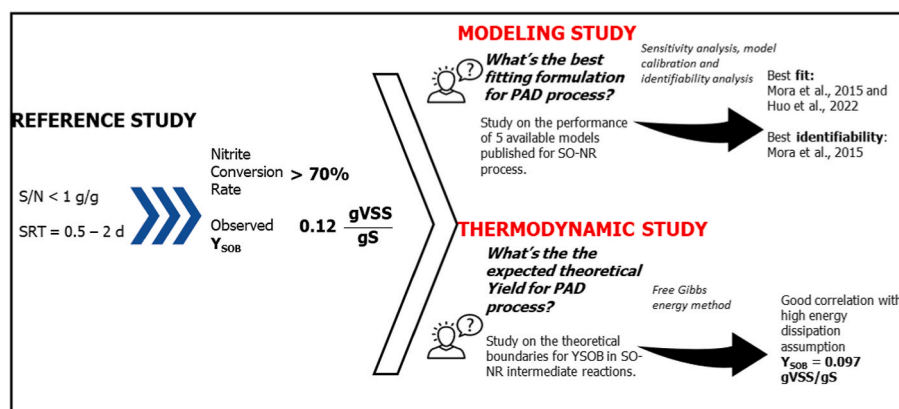 REFERENCE STUDY
S/N < 1 g/g
SRT = 0.5 – 2 d
Nitrite
Conversion
Rate
> 70%
Observed
YSOB
0.12
gVSS
gS
MODELING STUDY
?
What's the best
fitting formulation
for PAD process?
Study on the performance
of 5 available models
published for SO-NR
process.
Sensitivity analysis, model
calibration and
identifiability analysis
Best fit:
Mora et al., 2015 and
Huo et al., 2022
Best identifiability:
Mora et al., 2015
THERMODYNAMIC STUDY
What's the the
expected theoretical
Yield for PAD
process?
?
Study on the theoretical
boundaries for YSOB in SO-
NR intermediate reactions.
Free Gibbs
energy method
Good correlation with
high energy
dissipation
assumption
YSOB = 0.097
gVSS/gS